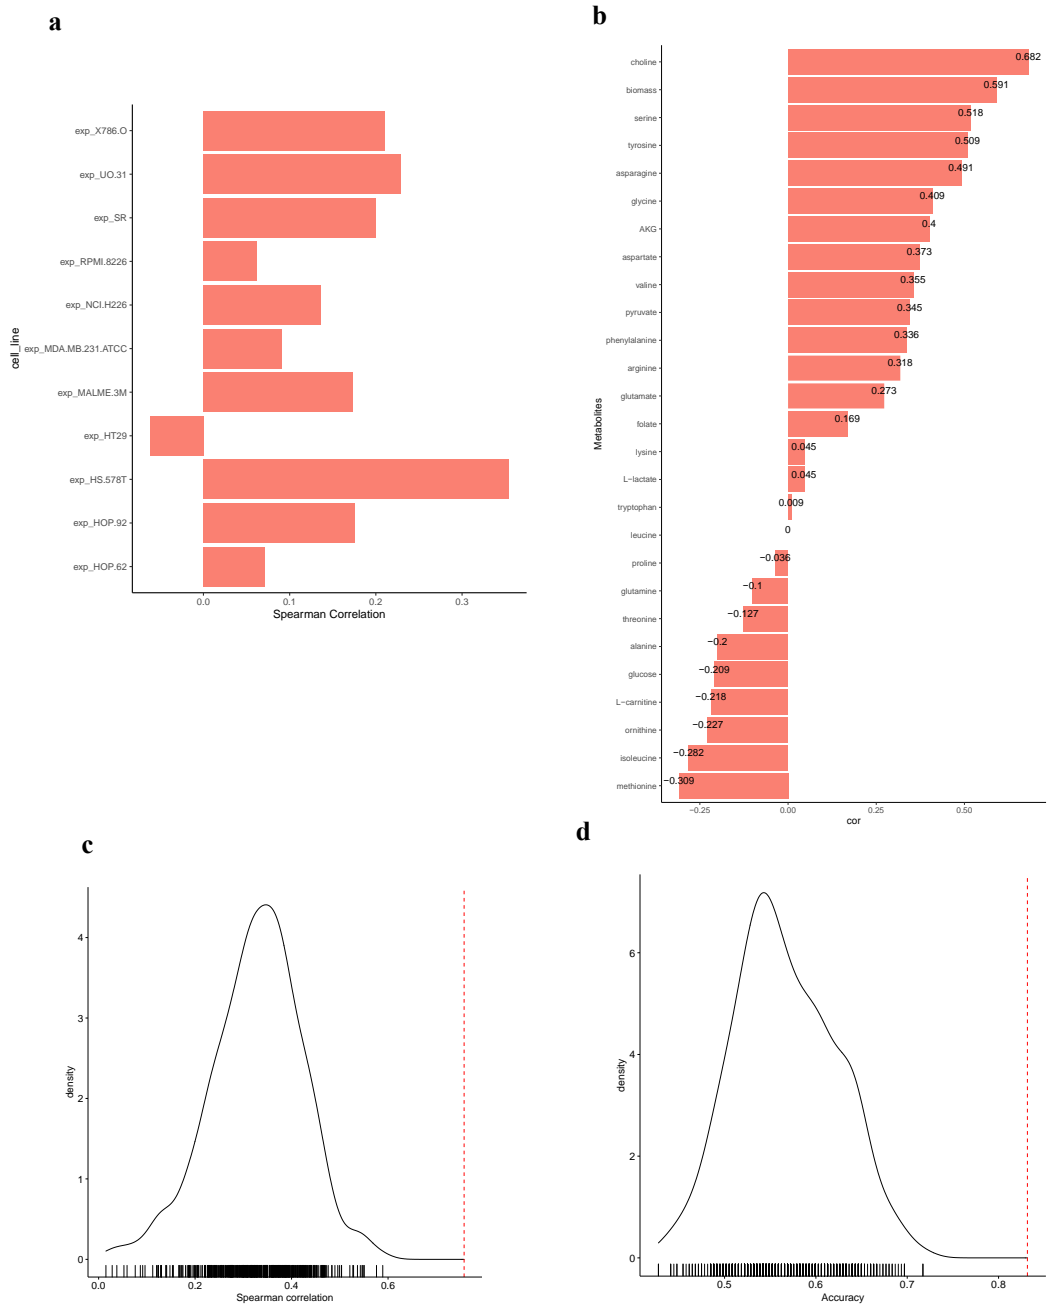 a
exp_X786.O
exp_UO.31
exp_SR
exp_RPMI.8226
exp_NCI.H226
exp_MDA.MB.231.ATCC
exp_MALME.3M
exp_HT29
exp_HS.578T
exp_HOP.92
exp_HOP.62
cell_line
0.0 0.1 0.2 0.3
Spearman Correlation
b
choline 0.682
biomass 0.591
serine 0.518
tyrosine 0.509
asparagine 0.491
glycine 0.409
AKG 0.4
aspartate 0.373
valine 0.355
pyruvate 0.345
phenylalanine 0.336
arginine 0.318
glutamate 0.273
folate 0.169
lysine 0.045
L−lactate 0.045
tryptophan 0.009
leucine 0
proline −0.036
glutamine −0.1
threonine −0.127
alanine −0.2
glucose −0.209
L−carnitine −0.218
ornithine −0.227
isoleucine −0.282
methionine −0.309
Metabolites
−0.25 0.00 0.25 0.50
cor
c
4
3
2
1
0
density
0.0 0.2 0.4 0.6
Spearman correlation
d
6
4
2
0
density
0.5 0.6 0.7 0.8
Accuracy